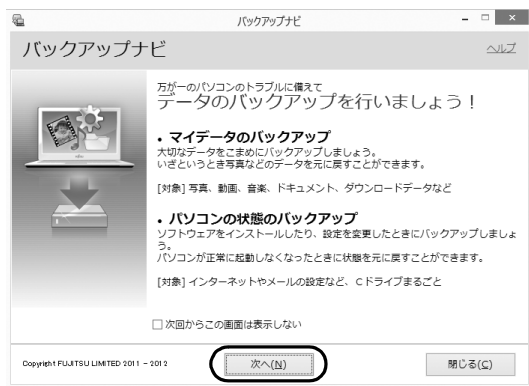 バックアップナビ
バックアップナビ
ヘルプ
万が一のパソコンのトラブルに備えて
データのバックアップを行いましょう！
・マイデータのバックアップ
大切なデータをこまめにバックアップしましょう。
いざというとき写真などのデータを元に戻すことができます。
[対象] 写真、動画、音楽、ドキュメント、ダウンロードデータなど
・パソコンの状態のバックアップ
ソフトウェアをインストールしたり、設定を変更したときにバックアップしましょ
う。
パソコンが正常に起動しなくなったときに状態を元に戻すことができます。
[対象] インターネットやメールの設定など、Cドライブまるごと
次回からこの画面は表示しない
Copyright FUJITSU LIMITED 2011 - 2012
次へ(N)
閉じる(C)